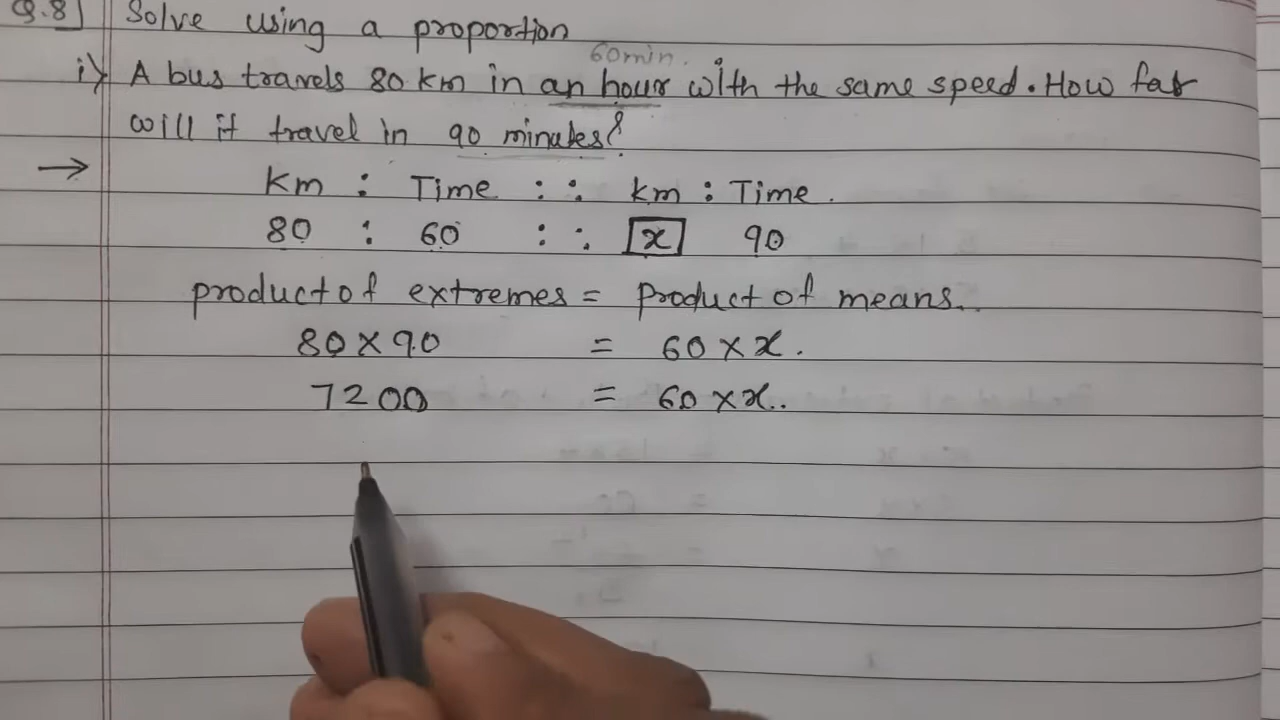 Q.8] Solve using a proportion
60min.
i) A bus travels 80 km in an hour with the same speed. How far
will it travel in 90 minutes?
→ Km : Time :: km : Time.
80 : 60 :: x 90
product of extremes = product of means.
80 × 90 = 60 × x.
7200 = 60 × x.